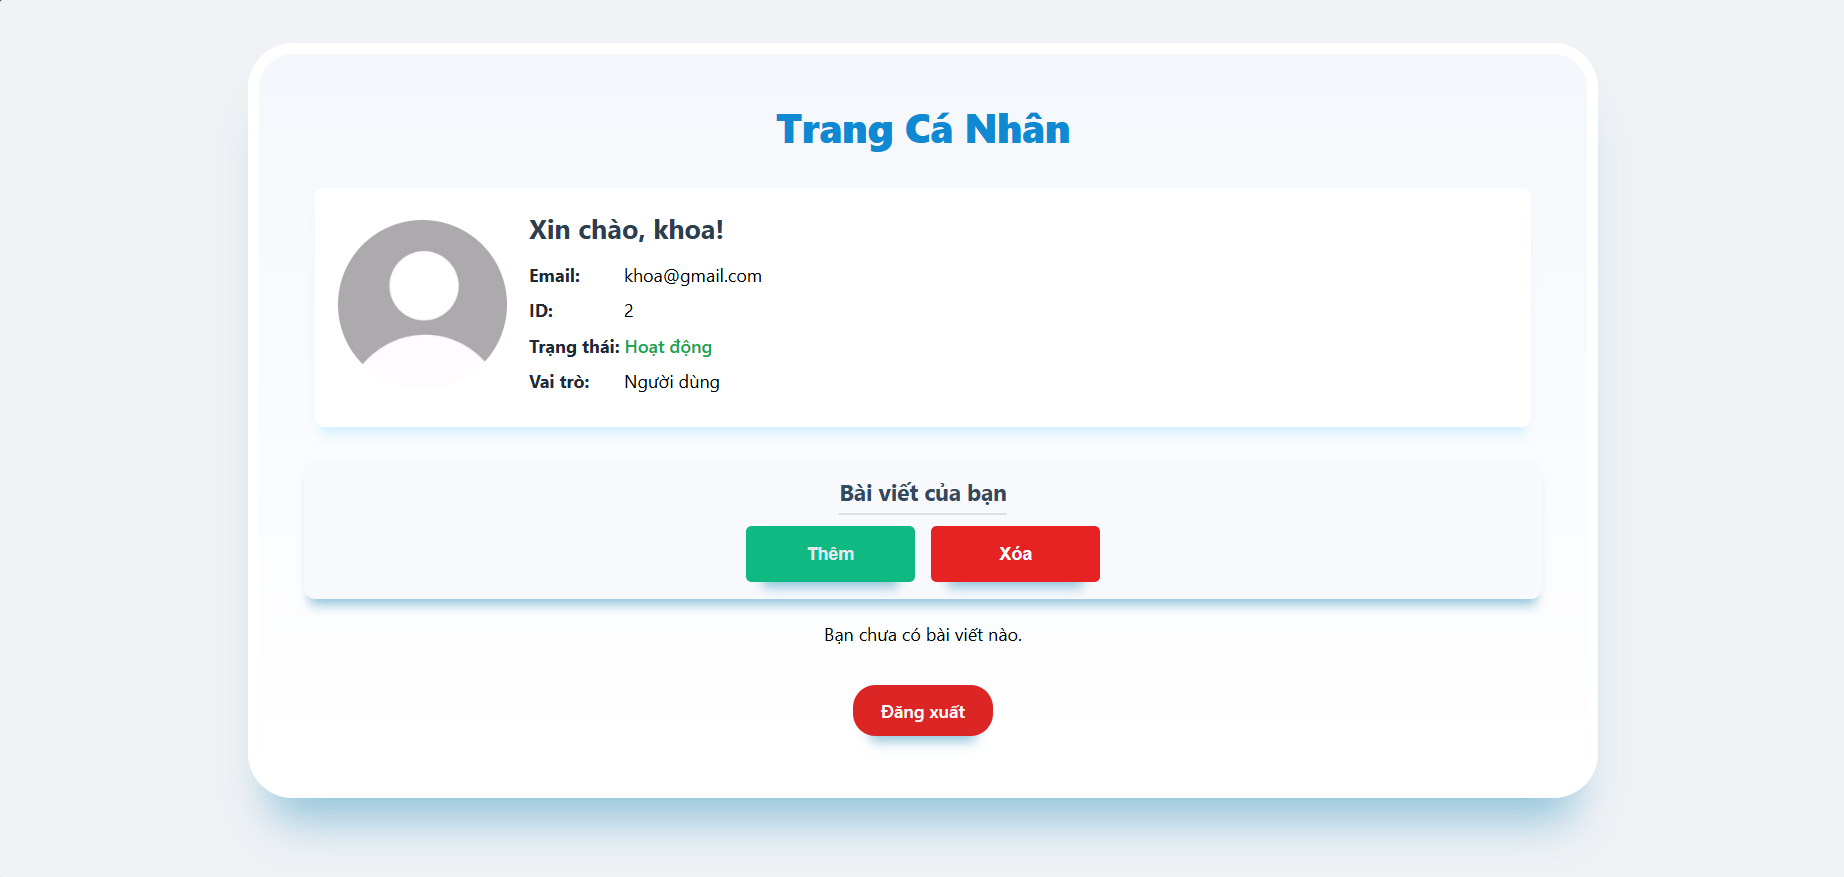 Trang Cá Nhân
Xin chào, khoa!
Email: khoa@gmail.com
ID: 2
Trạng thái: Hoạt động
Vai trò: Người dùng
Bài viết của bạn
Thêm Xóa
Bạn chưa có bài viết nào.
Đăng xuất